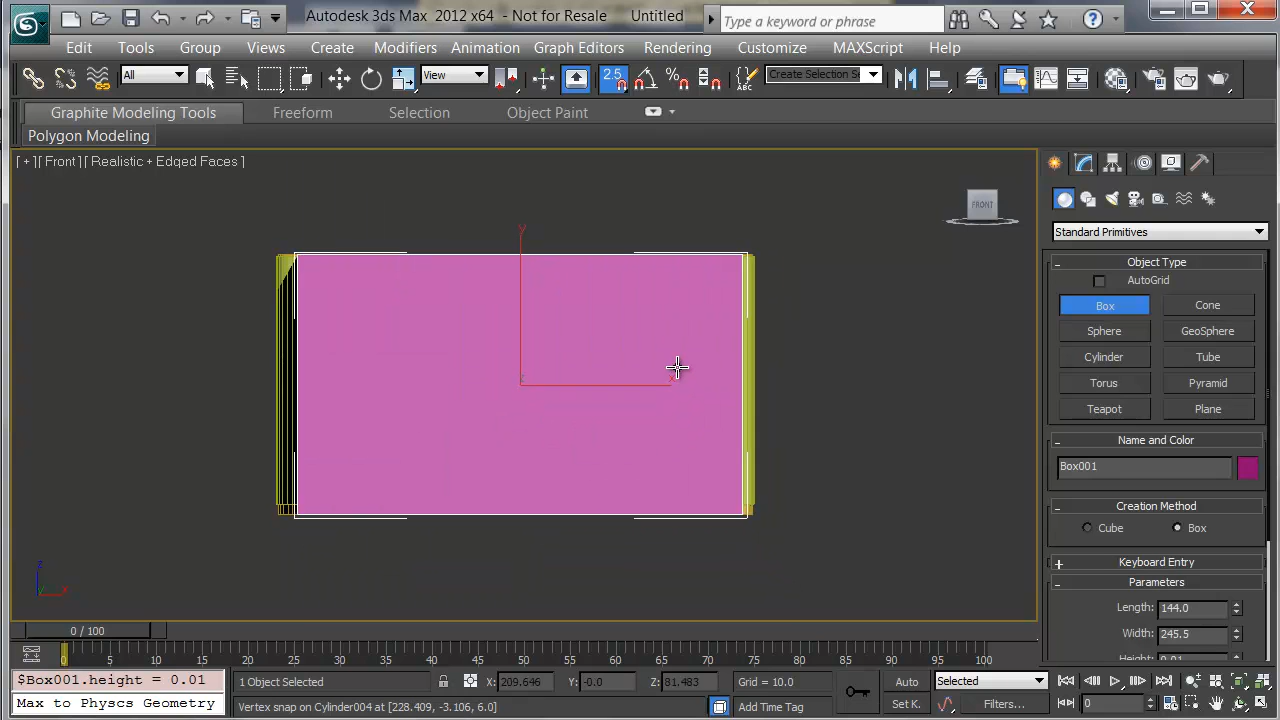 Autodesk 3ds Max 2012 x64 - Not for Resale Untitled
Type a keyword or phrase
Edit Tools Group Views Create Modifiers Animation Graph Editors Rendering Customize MAXScript Help
All View 2.5 Create Selection Se
Graphite Modeling Tools Freeform Selection Object Paint
Polygon Modeling
[ + ][ Front ][ Realistic + Edged Faces ]
FRONT
y
x
z
x
Standard Primitives
- Object Type
AutoGrid
Box Cone
Sphere GeoSphere
Cylinder Tube
Torus Pyramid
Teapot Plane
- Name and Color
Box001
- Creation Method
Cube Box
+ Keyboard Entry
- Parameters
Length: 144.0
Width: 245.5
Height: 0.01
0 / 100
0 5 10 15 20 25 30 35 40 45 50 55 60 65 70 75 80 85 90 95 100
$Box001.height = 0.01
Max to Physcs Geometry
1 Object Selected X: 209.646 Y: -0.0 Z: 81.483 Grid = 10.0
Vertex snap on Cylinder004 at [228.409, -3.106, 6.0] Add Time Tag
Auto Selected
Set K. Filters... 0